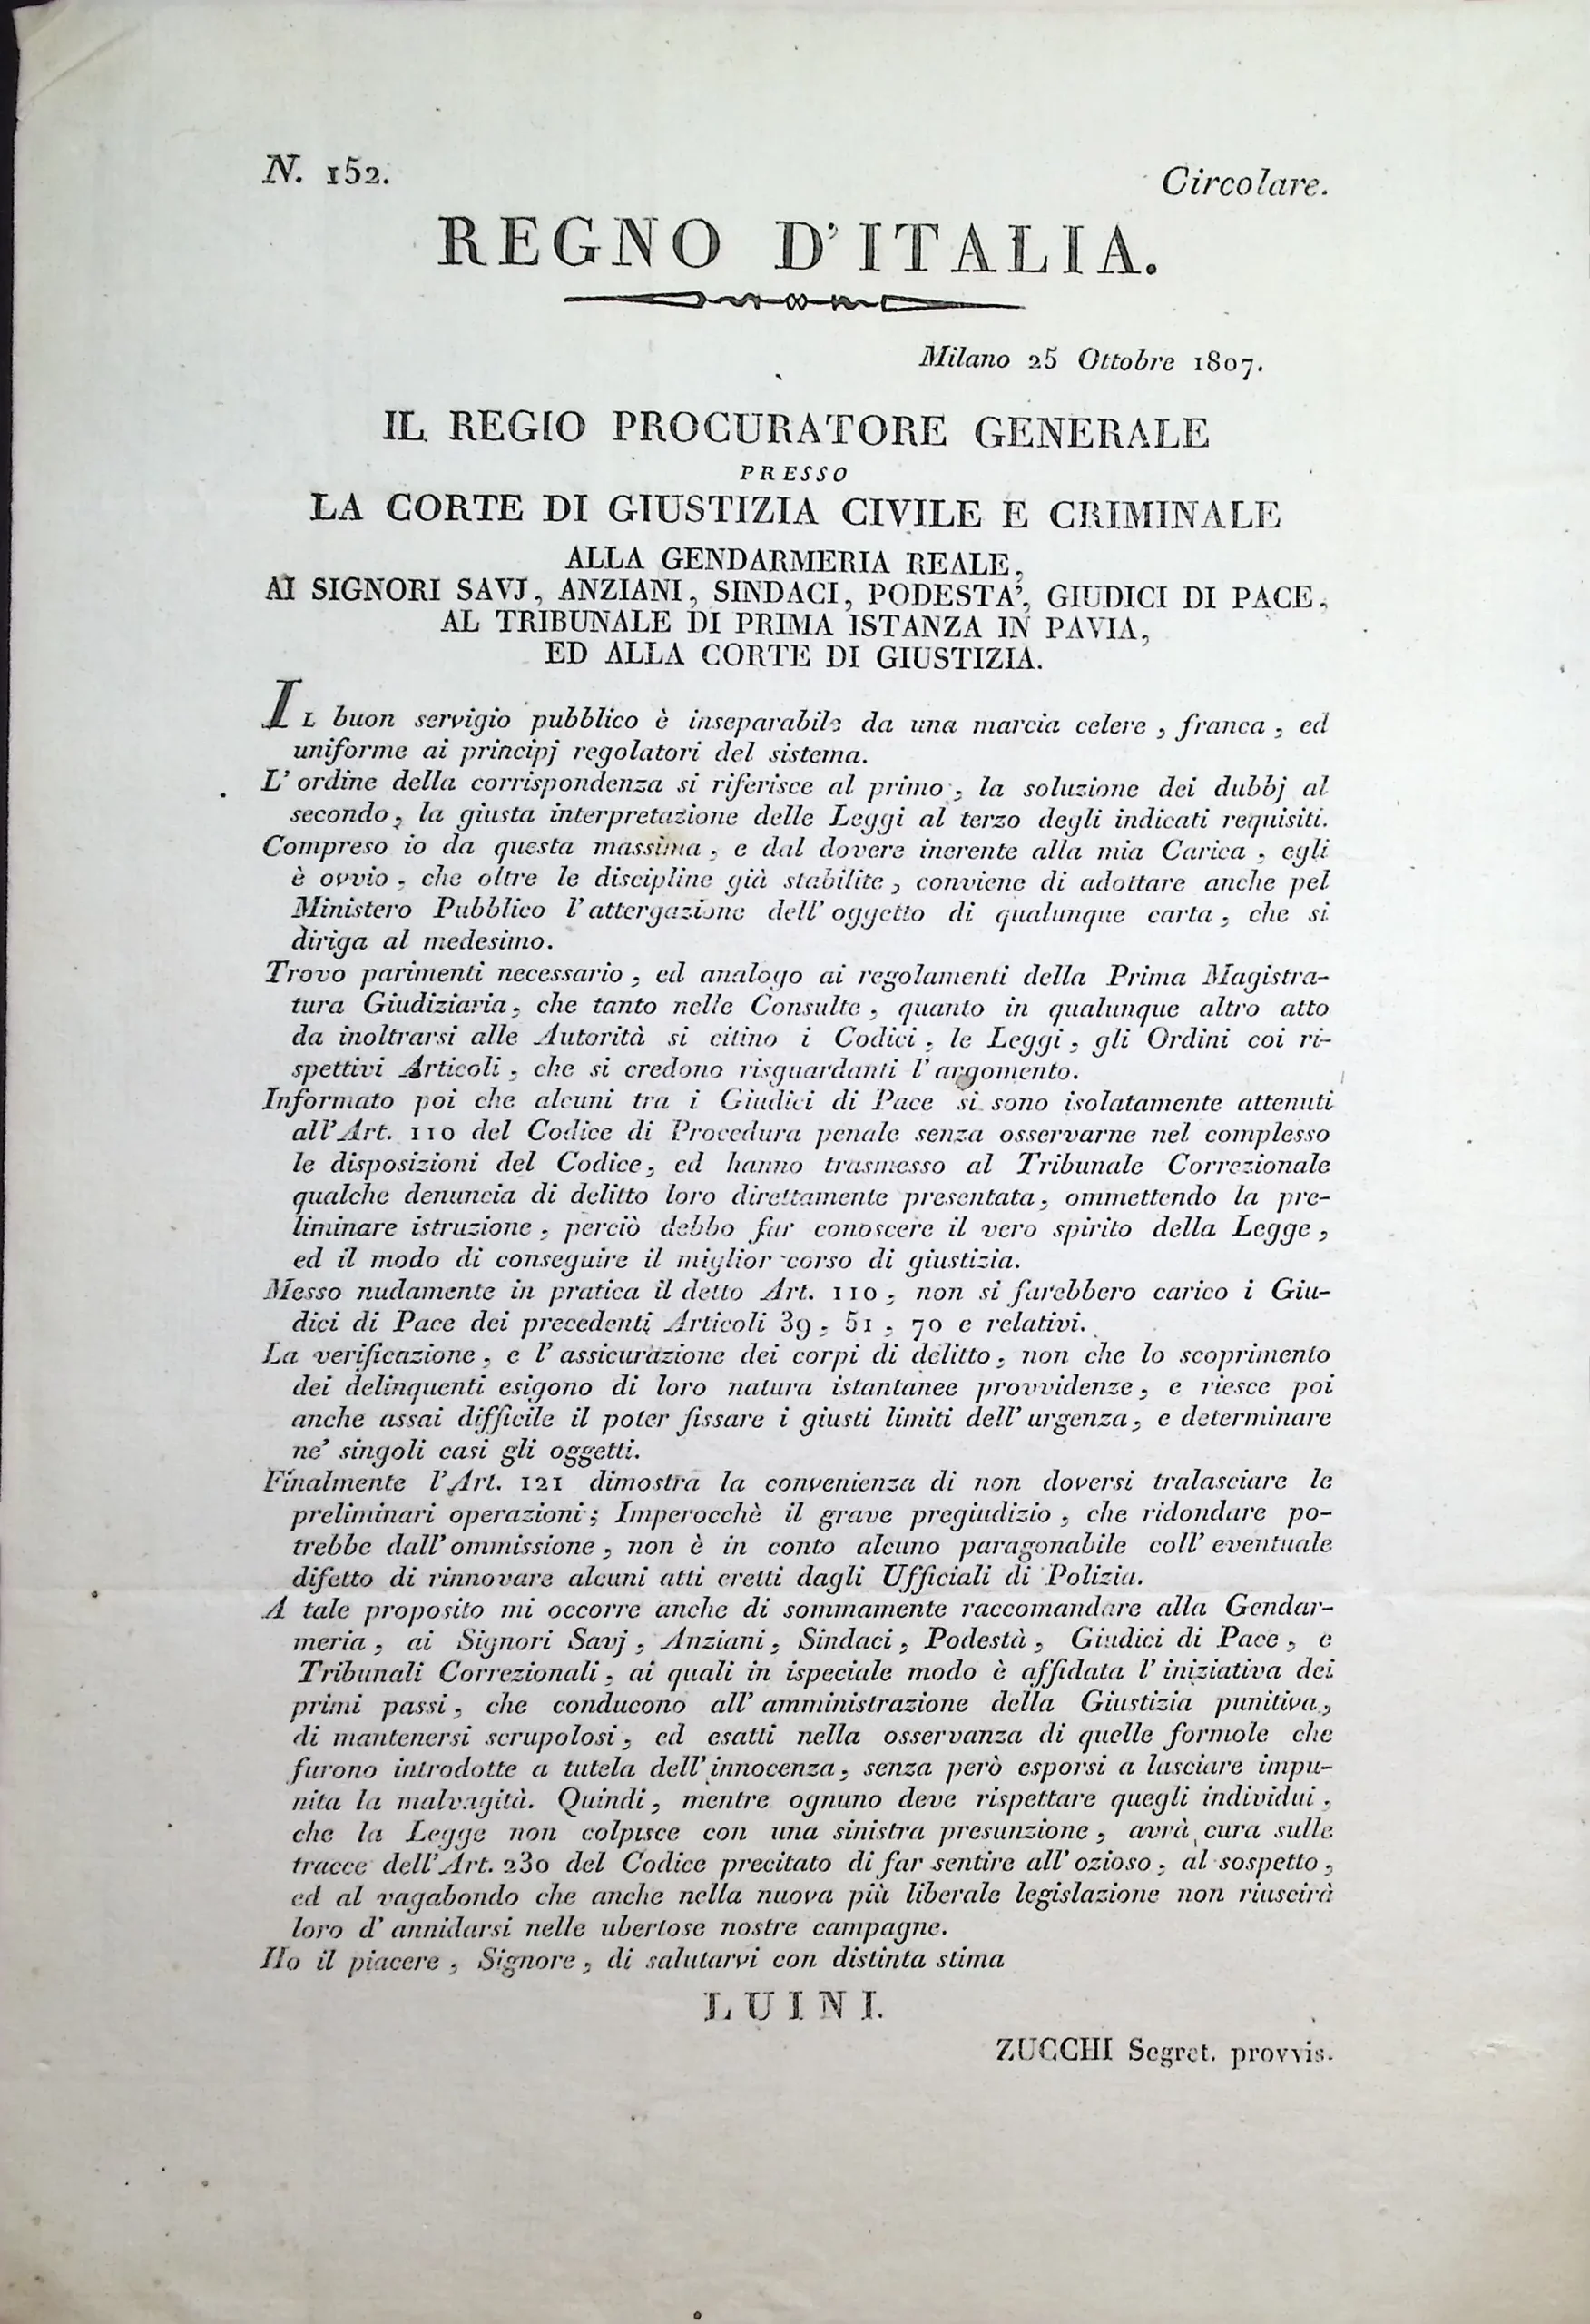 N. 152.
Circolare.
REGNO D'ITALIA.
Milano 25 Ottobre 1807.
IL REGIO PROCURATORE GENERALE
PRESSO
LA CORTE DI GIUSTIZIA CIVILE E CRIMINALE
ALLA GENDARMERIA REALE,
AI SIGNORI SAVJ, ANZIANI, SINDACI, PODESTA', GIUDICI DI PACE,
AL TRIBUNALE DI PRIMA ISTANZA IN PAVIA,
ED ALLA CORTE DI GIUSTIZIA.
IL buon servigio pubblico è inseparabile da una marcia celere, franca, ed
uniforme ai principj regolatori del sistema.
L'ordine della corrispondenza si riferisce al primo, la soluzione dei dubbj al
secondo, la giusta interpretazione delle Leggi al terzo degli indicati requisiti.
Compreso io da questa massima, e dal dovere inerente alla mia Carica, egli
è ovvio, che oltre le discipline già stabilite, conviene di adottare anche pel
Ministero Pubblico l'attergazione dell'oggetto di qualunque carta, che si
diriga al medesimo.
Trovo parimenti necessario, ed analogo ai regolamenti della Prima Magistra-
tura Giudiziaria, che tanto nelle Consulte, quanto in qualunque altro atto
da inoltrarsi alle Autorità si citino i Codici, le Leggi, gli Ordini coi ri-
spettivi Articoli, che si credono risguardanti l'argomento.
Informato poi che alcuni tra i Giudici di Pace si sono isolatamente attenuti
all'Art. 110 del Codice di Procedura penale senza osservarne nel complesso
le disposizioni del Codice, ed hanno trasmesso al Tribunale Correzionale
qualche denuncia di delitto loro direttamente presentata, ommettendo la pre-
liminare istruzione, perciò debbo far conoscere il vero spirito della Legge,
ed il modo di conseguire il miglior corso di giustizia.
Messo nudamente in pratica il detto Art. 110, non si farebbero carico i Giu-
dici di Pace dei precedenti Articoli 39, 51, 70 e relativi.
La verificazione, e l'assicurazione dei corpi di delitto, non che lo scoprimento
dei delinquenti esigono di loro natura istantanee provvidenze, e riesce poi
anche assai difficile il poter fissare i giusti limiti dell'urgenza, e determinare
ne' singoli casi gli oggetti.
Finalmente l'Art. 121 dimostra la convenienza di non doversi tralasciare le
preliminari operazioni; Imperocchè il grave pregiudizio, che ridondare po-
trebbe dall'ommissione, non è in conto alcuno paragonabile coll'eventuale
difetto di rinnovare alcuni atti eretti dagli Ufficiali di Polizia.
A tale proposito mi occorre anche di sommamente raccomandare alla Gendar-
meria, ai Signori Savj, Anziani, Sindaci, Podestà, Giudici di Pace, e
Tribunali Correzionali, ai quali in ispeciale modo è affidata l'iniziativa dei
primi passi, che conducono all'amministrazione della Giustizia punitiva,
di mantenersi scrupolosi, ed esatti nella osservanza di quelle formole che
furono introdotte a tutela dell'innocenza, senza però esporsi a lasciare impu-
nita la malvagità. Quindi, mentre ognuno deve rispettare quegli individui,
che la Legge non colpisce con una sinistra presunzione, avrà cura sulle
tracce dell'Art. 230 del Codice precitato di far sentire all'ozioso, al sospetto,
ed al vagabondo che anche nella nuova più liberale legislazione non riuscirà
loro d'annidarsi nelle ubertose nostre campagne.
Ho il piacere, Signore, di salutarvi con distinta stima
LUINI.
ZUCCHI Segret. provvis.